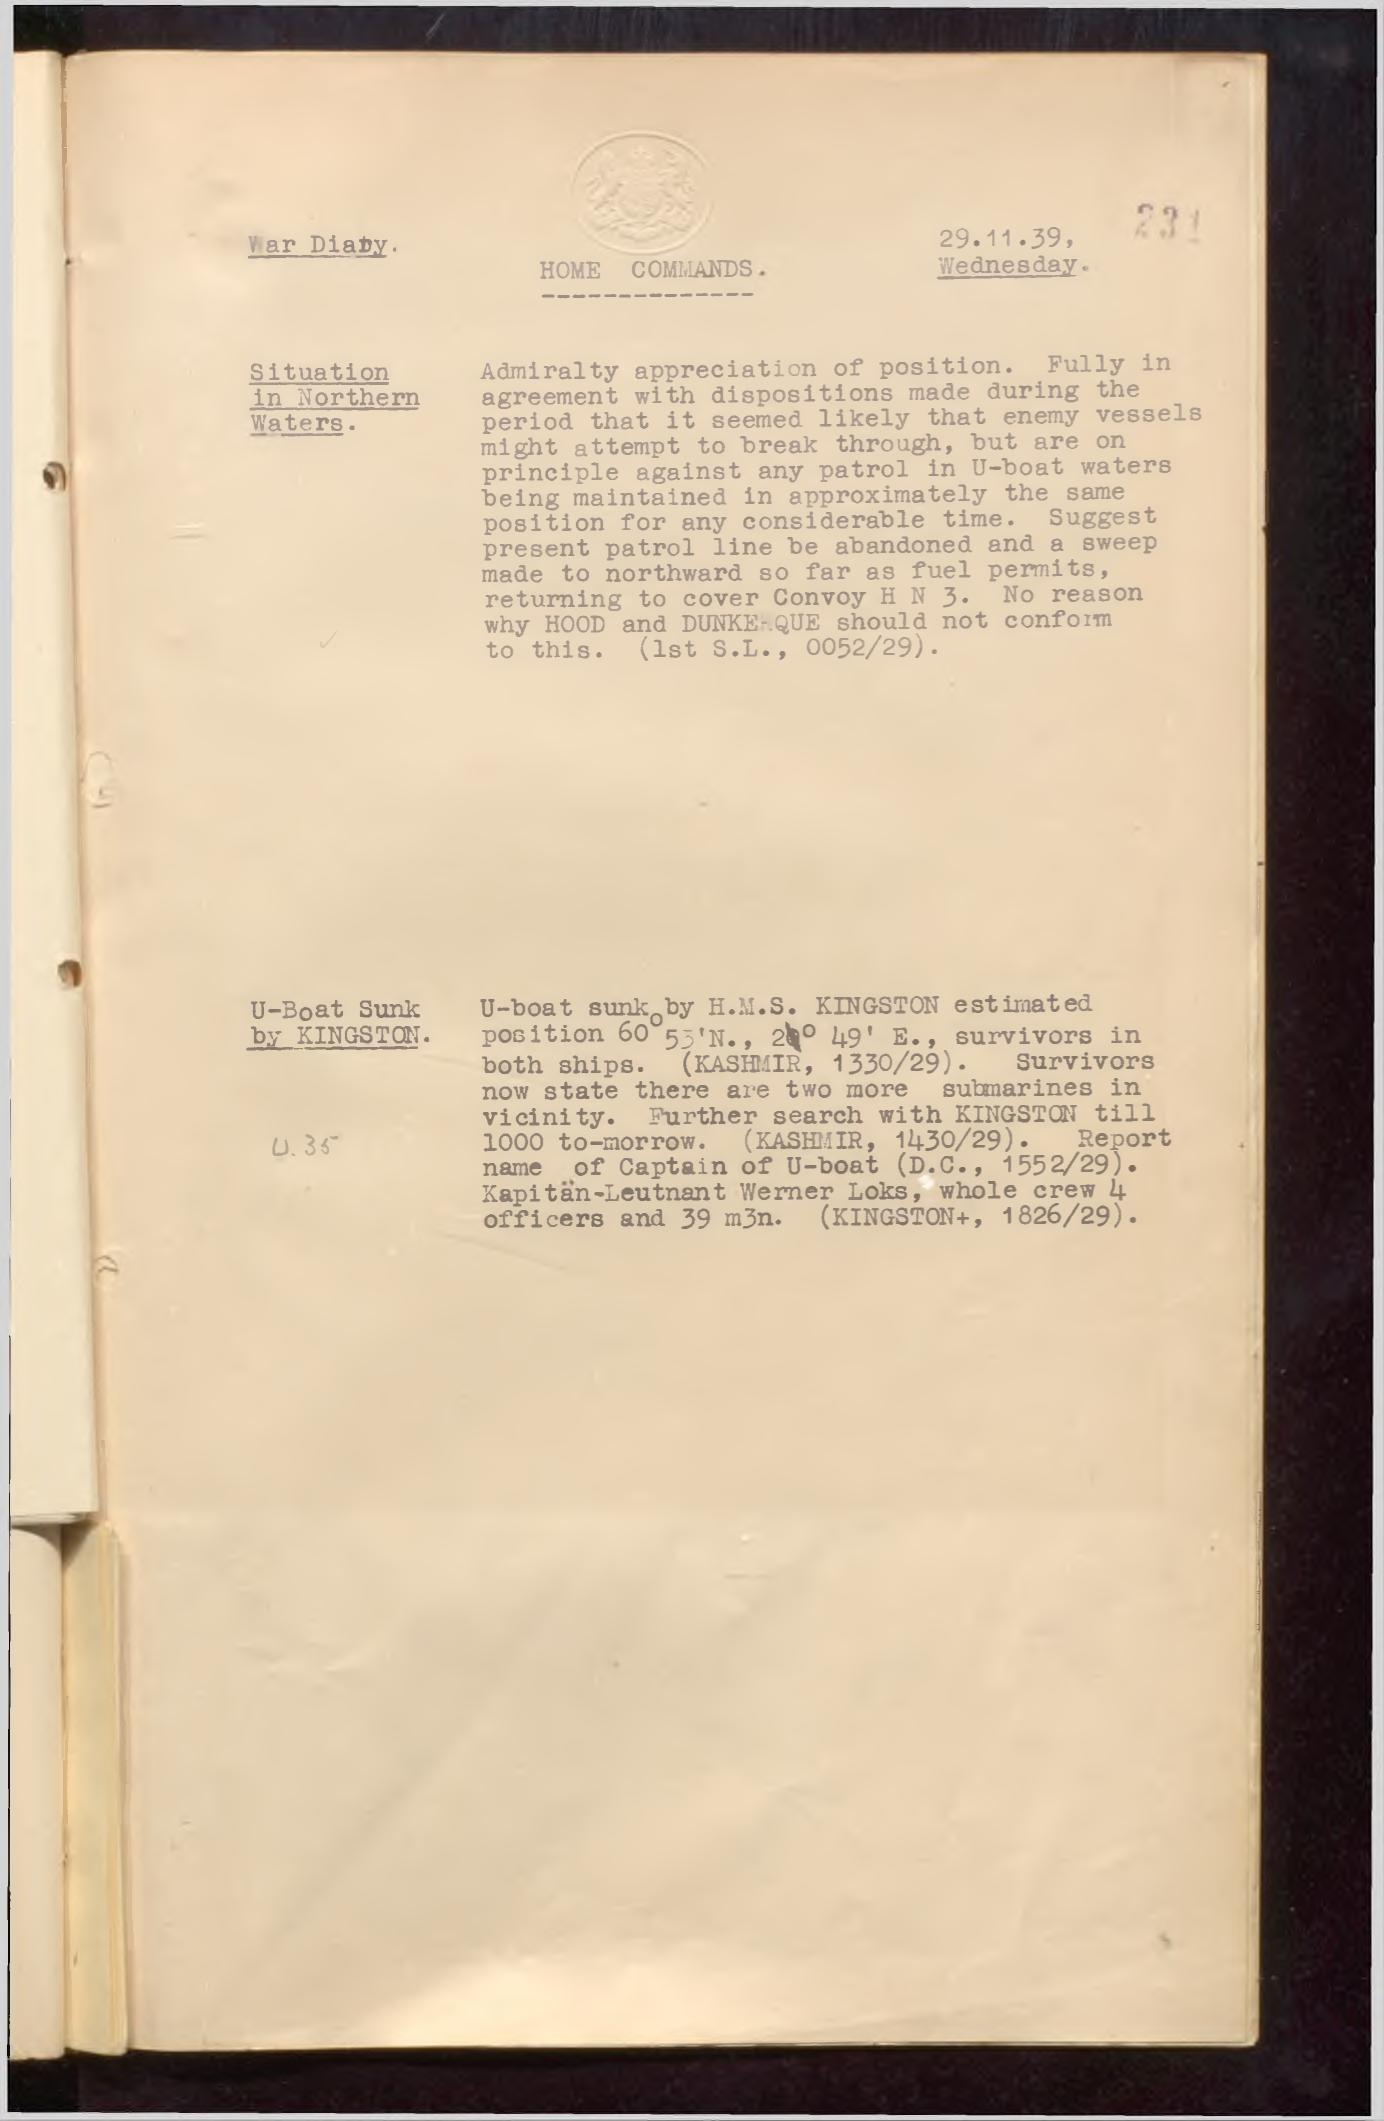 231
War Diary.
29.11.39,
Wednesday.
HOME COMMANDS.
---------------
Situation
in Northern
Waters.
Admiralty appreciation of position. Fully in
agreement with dispositions made during the
period that it seemed likely that enemy vessels
might attempt to break through, but are on
principle against any patrol in U-boat waters
being maintained in approximately the same
position for any considerable time. Suggest
present patrol line be abandoned and a sweep
made to northward so far as fuel permits,
returning to cover Convoy H N 3. No reason
why HOOD and DUNKERQUE should not conform
to this. (1st S.L., 0052/29).
U-Boat Sunk
by KINGSTON.
U. 35
U-boat sunk by H.M.S. KINGSTON estimated
position 60° 53'N., 2° 49' E., survivors in
both ships. (KASHMIR, 1330/29). Survivors
now state there are two more submarines in
vicinity. Further search with KINGSTON till
1000 to-morrow. (KASHMIR, 1430/29). Report
name of Captain of U-boat (D.C., 1552/29).
Kapitän-Leutnant Werner Loks, whole crew 4
officers and 39 m3n. (KINGSTON+, 1826/29).